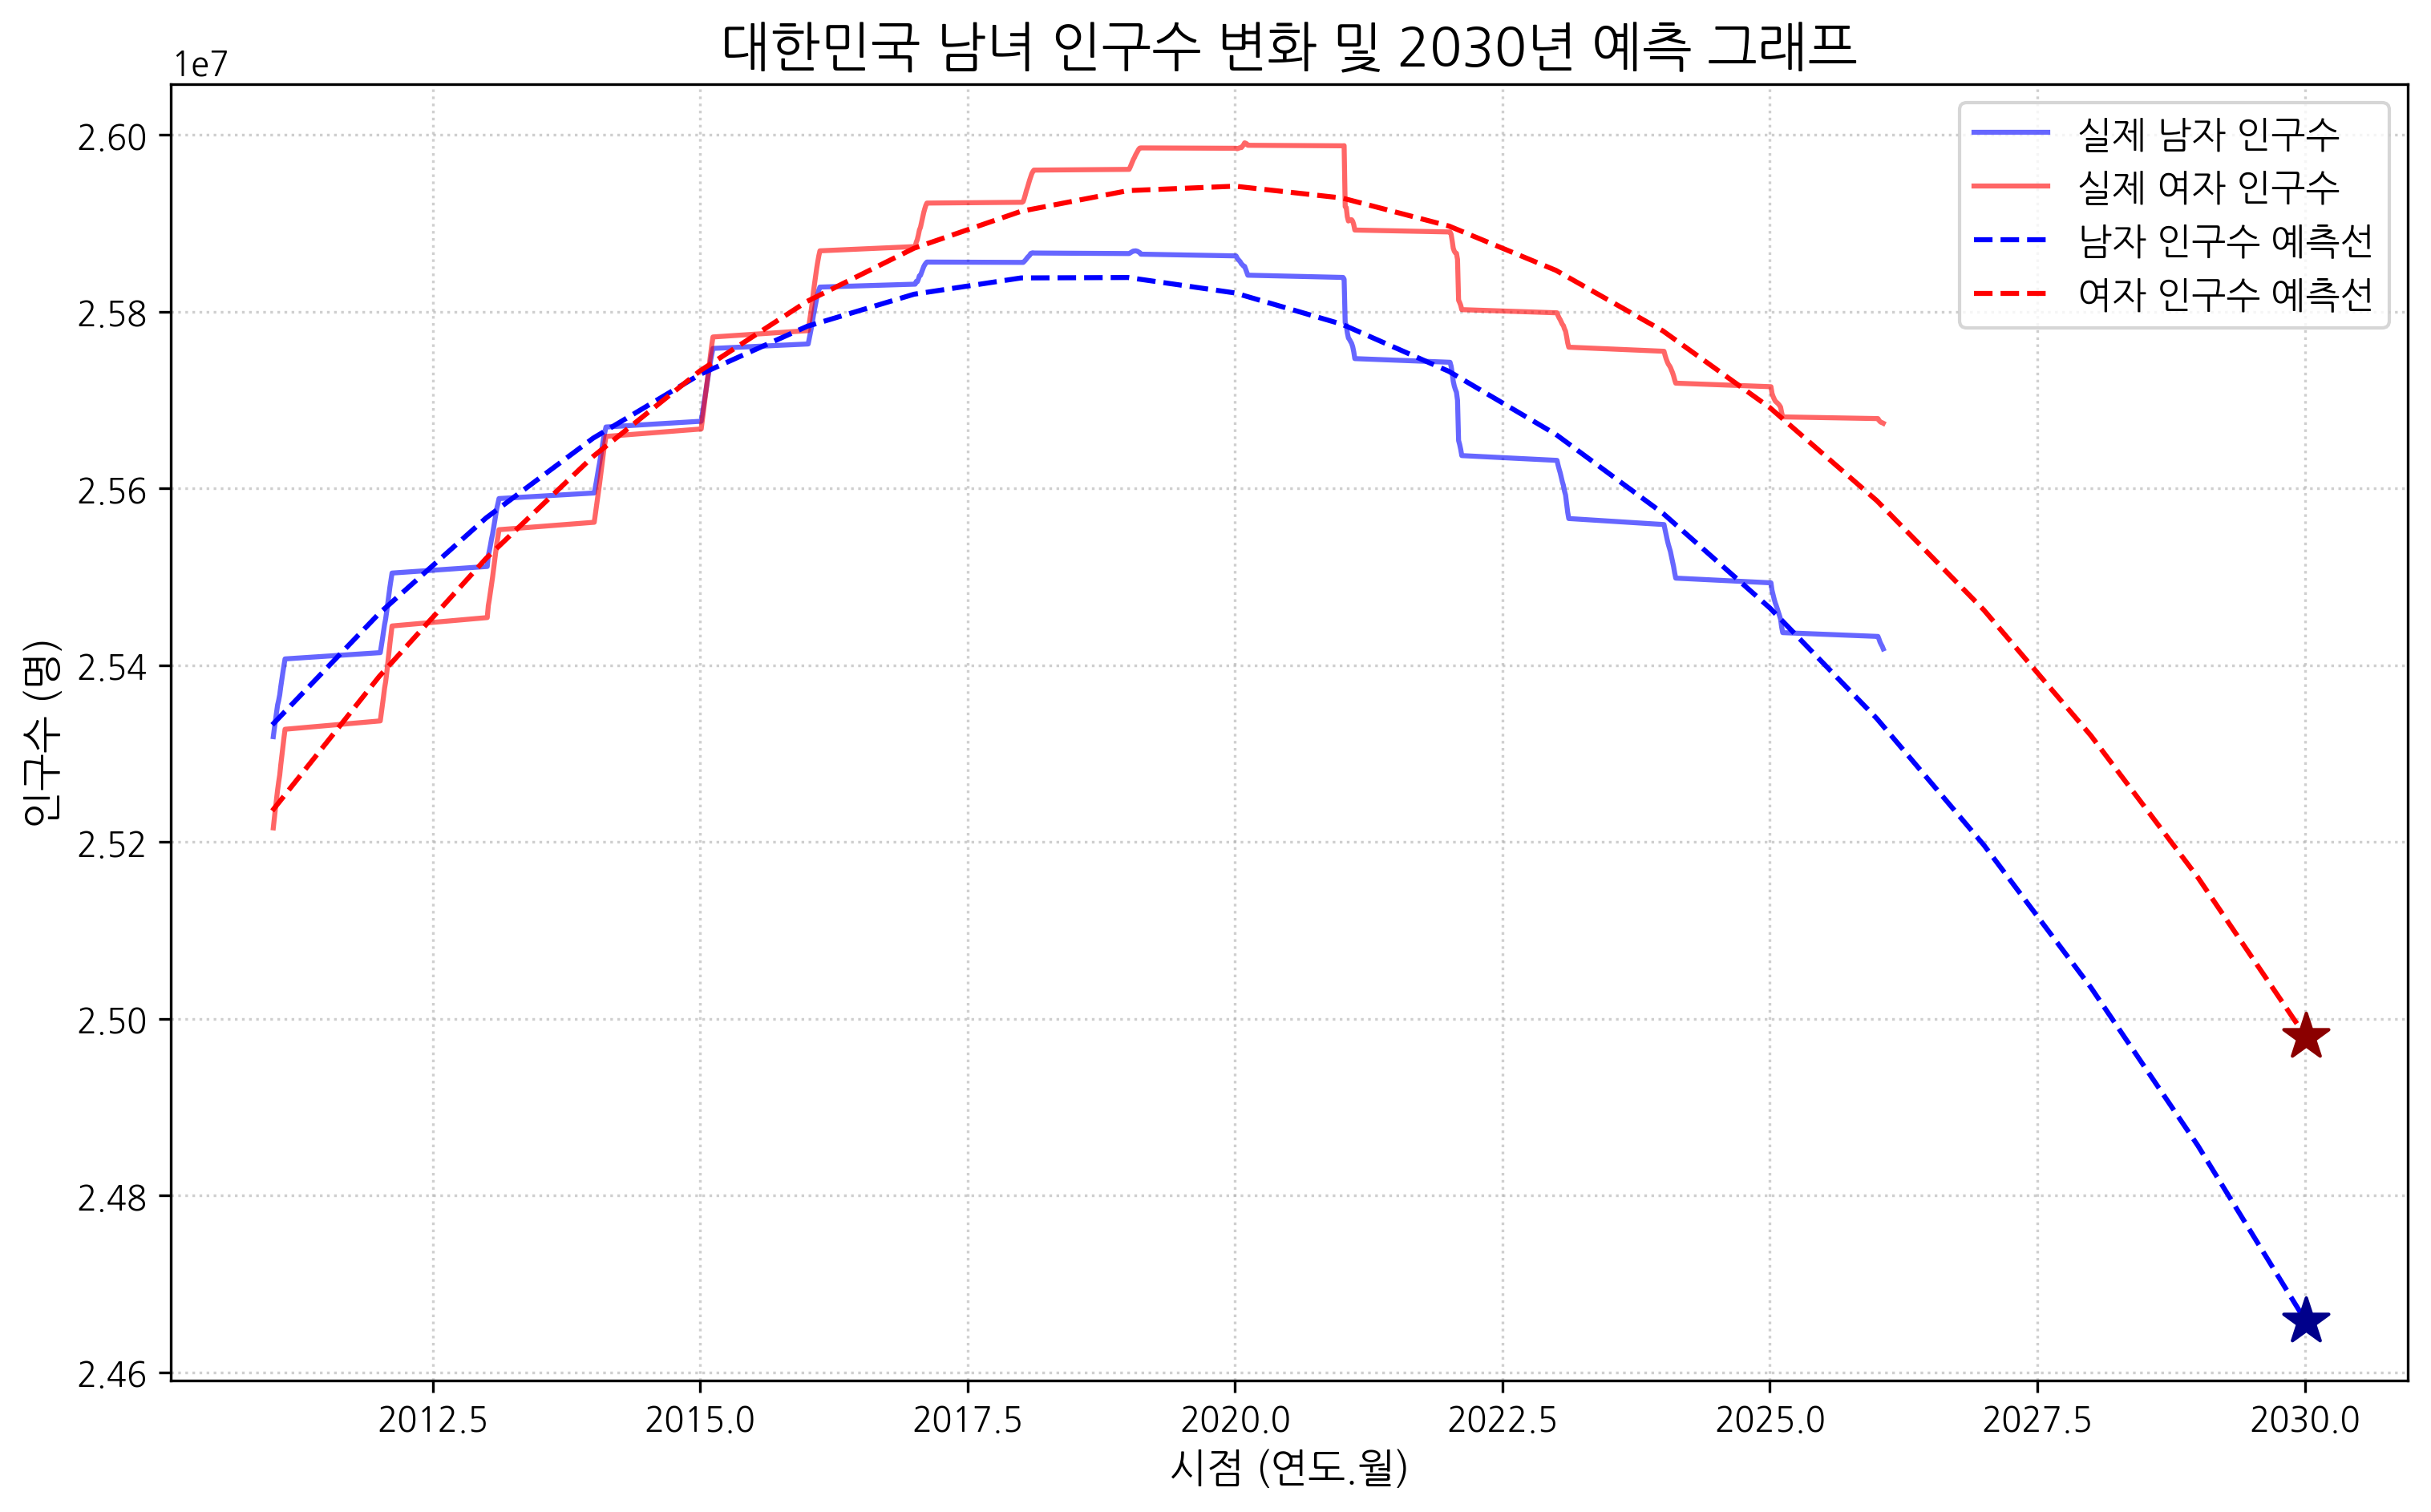 대한민국 남녀 인구수 변화 및 2030년 예측 그래프
1e7
실제 남자 인구수
실제 여자 인구수
남자 인구수 예측선
여자 인구수 예측선
인구수 (명)
2.60
2.58
2.56
2.54
2.52
2.50
2.48
2.46
2012.5 2015.0 2017.5 2020.0 2022.5 2025.0 2027.5 2030.0
시점 (연도.월)